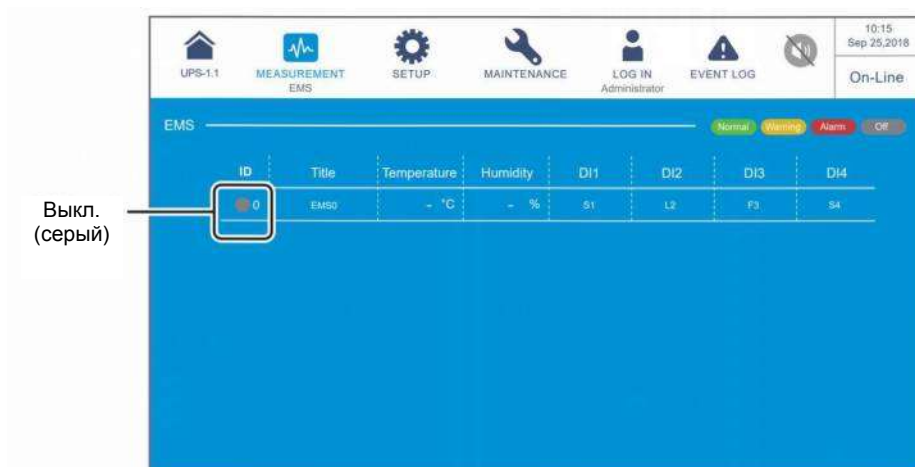 10:15
Sep 25,2018
UPS-1.1
MEASUREMENT
EMS
SETUP
MAINTENANCE
LOG IN
Administrator
EVENT LOG
On-Line
EMS
Normal
Warning
Alarm
Off
ID Title Temperature Humidity DI1 DI2 DI3 DI4
0 EMS0 - °C - % S1 L2 F3 S4
Выкл.
(серый)